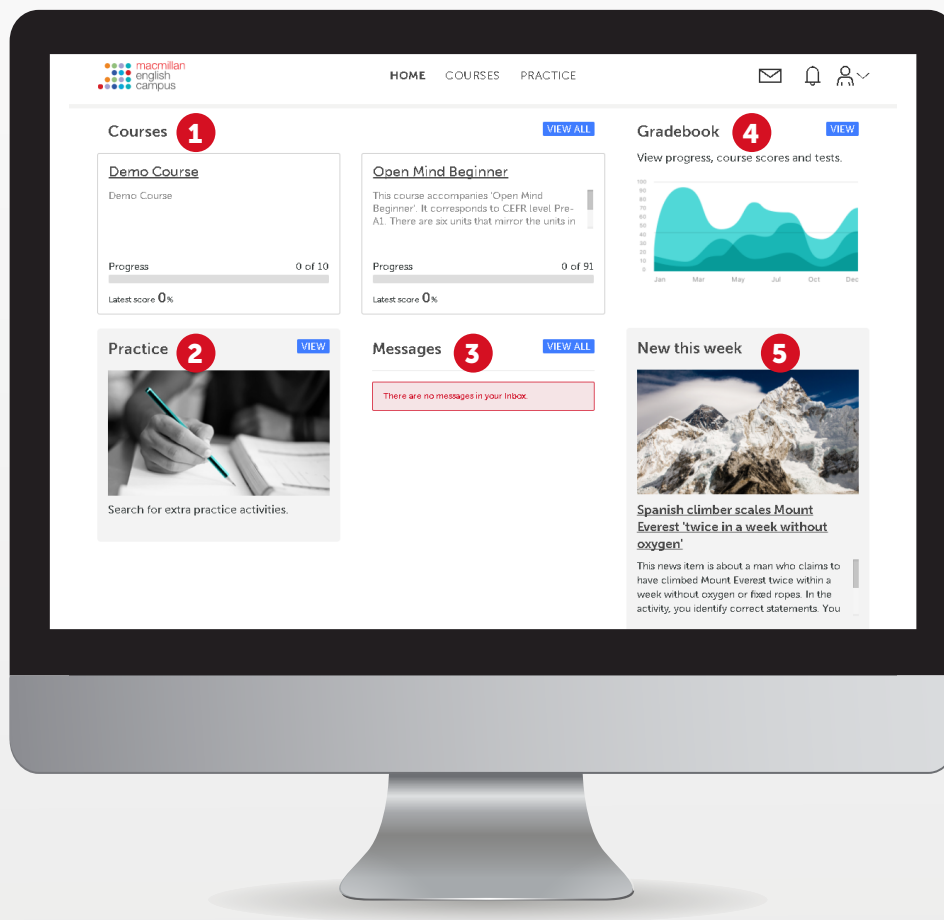 macmillan
english
campus
HOME COURSES PRACTICE
Courses 1 VIEW ALL
Demo Course
Demo Course
Progress 0 of 10
Latest score 0%
Open Mind Beginner
This course accompanies 'Open Mind
Beginner'. It corresponds to CEFR level Pre-
A1. There are six units that mirror the units in
Progress 0 of 91
Latest score 0%
Gradebook 4 VIEW
View progress, course scores and tests.
100
90
80
70
60
50
40
30
20
10
0
Jan Mar May Jul Oct Dec
Practice 2 VIEW
Search for extra practice activities.
Messages 3 VIEW ALL
There are no messages in your Inbox.
New this week 5
Spanish climber scales Mount
Everest 'twice in a week without
oxygen'
This news item is about a man who claims to
have climbed Mount Everest twice within a
week without oxygen or fixed ropes. In the
activity, you identify correct statements. You